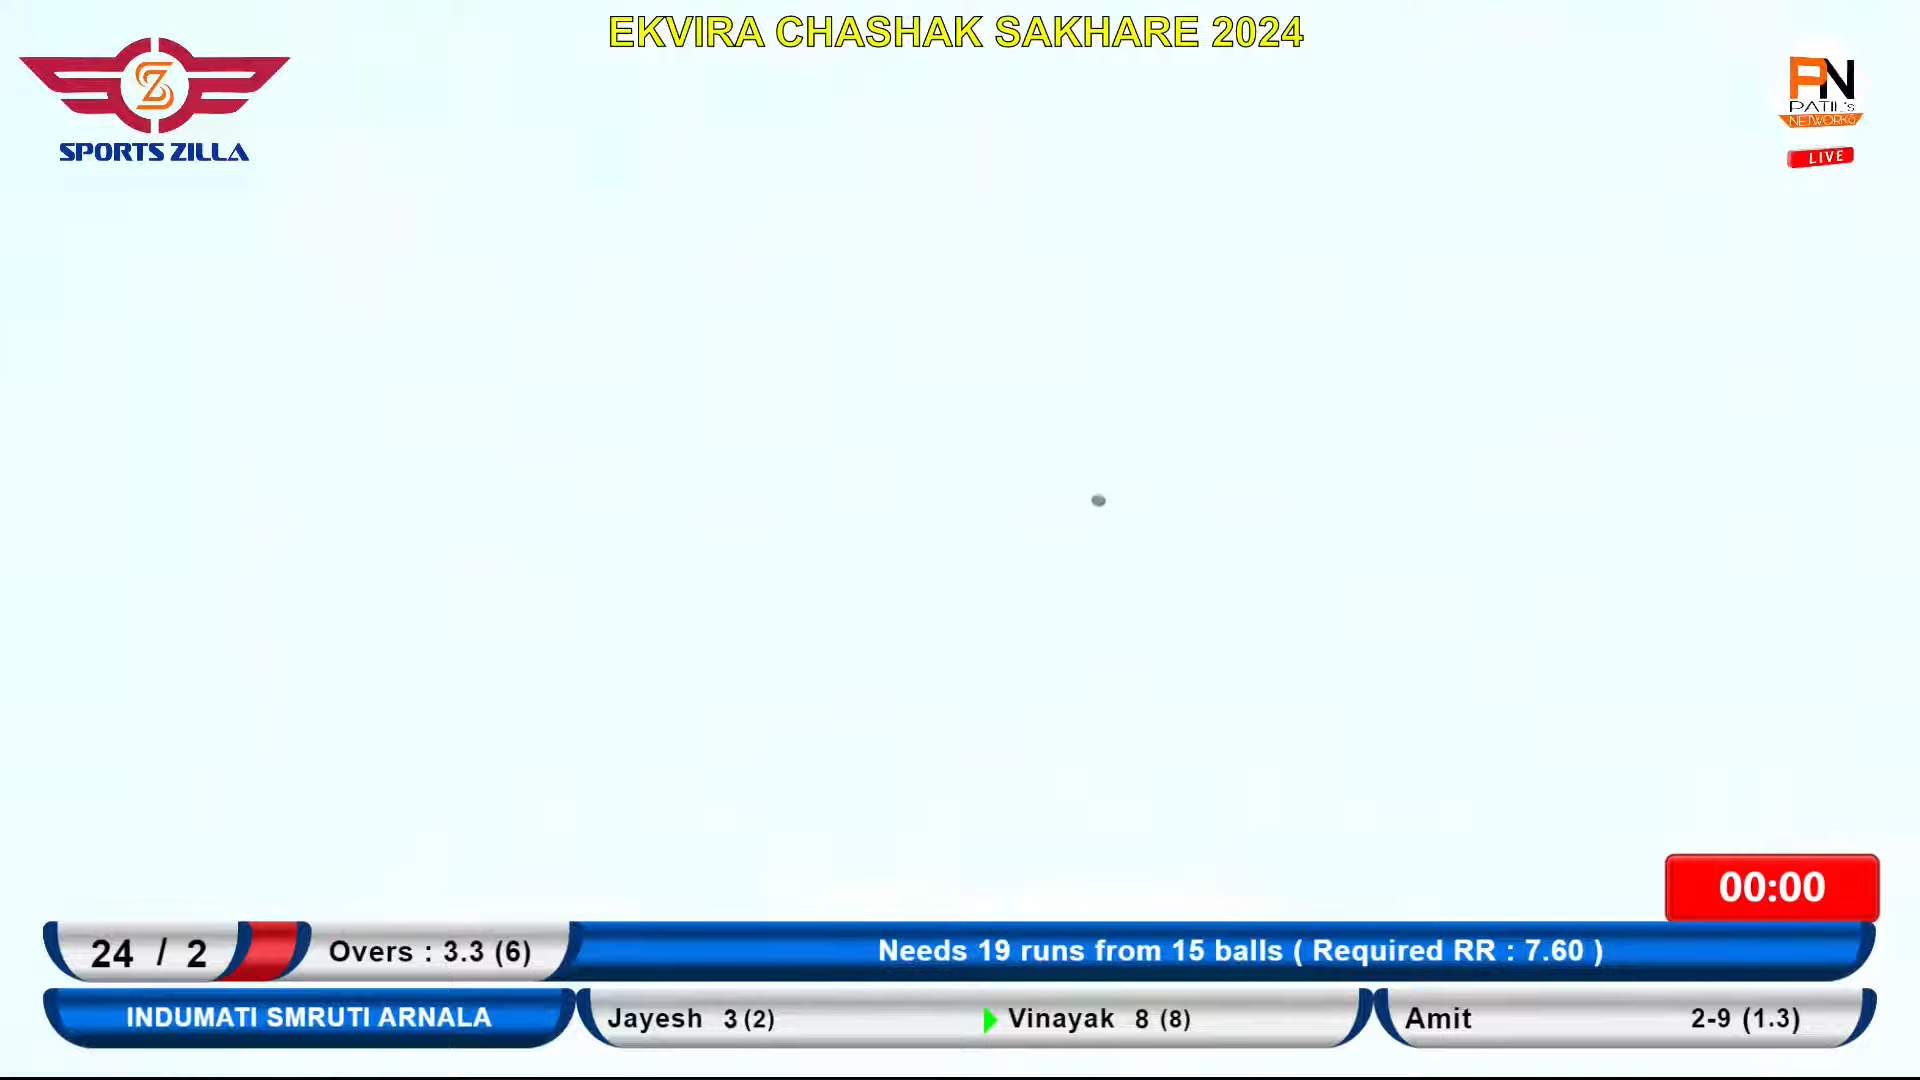 EKVIRA CHASHAK SAKHARE 2024
SPORTS ZILLA
PN
PATIL's
NETWORKS
LIVE
00:00
24 / 2
Overs : 3.3 (6)
Needs 19 runs from 15 balls ( Required RR : 7.60 )
INDUMATI SMRUTI ARNALA
Jayesh 3 (2)
Vinayak 8 (8)
Amit 2-9 (1.3)